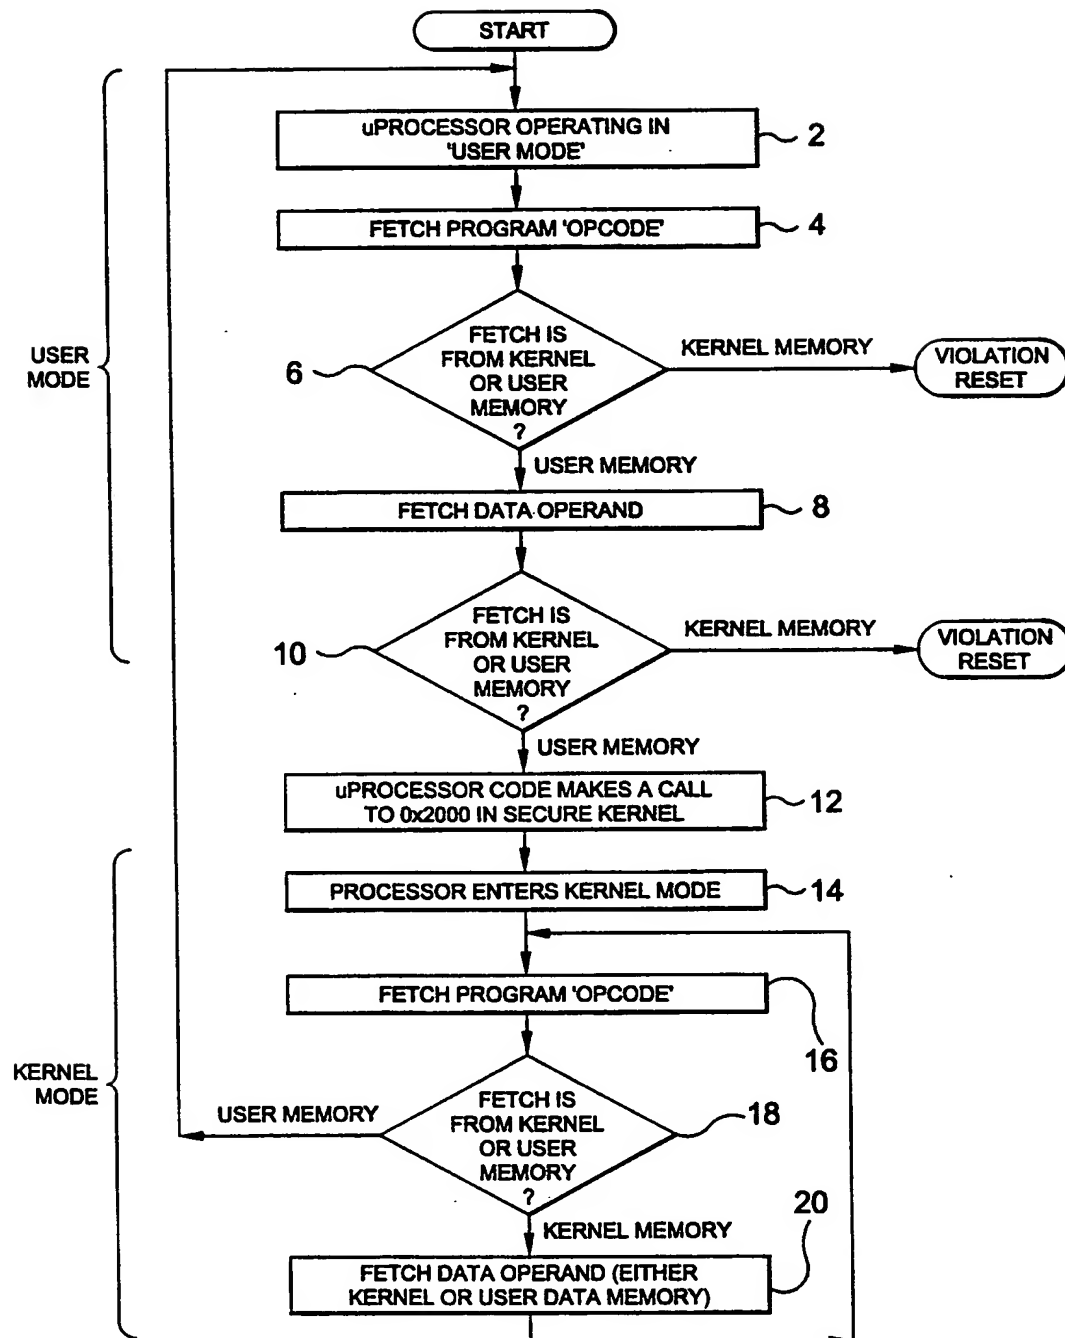 START
uPROCESSOR OPERATING IN
'USER MODE'
2
FETCH PROGRAM 'OPCODE'
4
USER
MODE
6
FETCH IS
FROM KERNEL
OR USER
MEMORY
?
KERNEL MEMORY
VIOLATION
RESET
USER MEMORY
FETCH DATA OPERAND
8
10
FETCH IS
FROM KERNEL
OR USER
MEMORY
?
KERNEL MEMORY
VIOLATION
RESET
USER MEMORY
uPROCESSOR CODE MAKES A CALL
TO 0x2000 IN SECURE KERNEL
12
PROCESSOR ENTERS KERNEL MODE
14
FETCH PROGRAM 'OPCODE'
16
KERNEL
MODE
USER MEMORY
FETCH IS
FROM KERNEL
OR USER
MEMORY
?
18
KERNEL MEMORY
20
FETCH DATA OPERAND (EITHER
KERNEL OR USER DATA MEMORY)